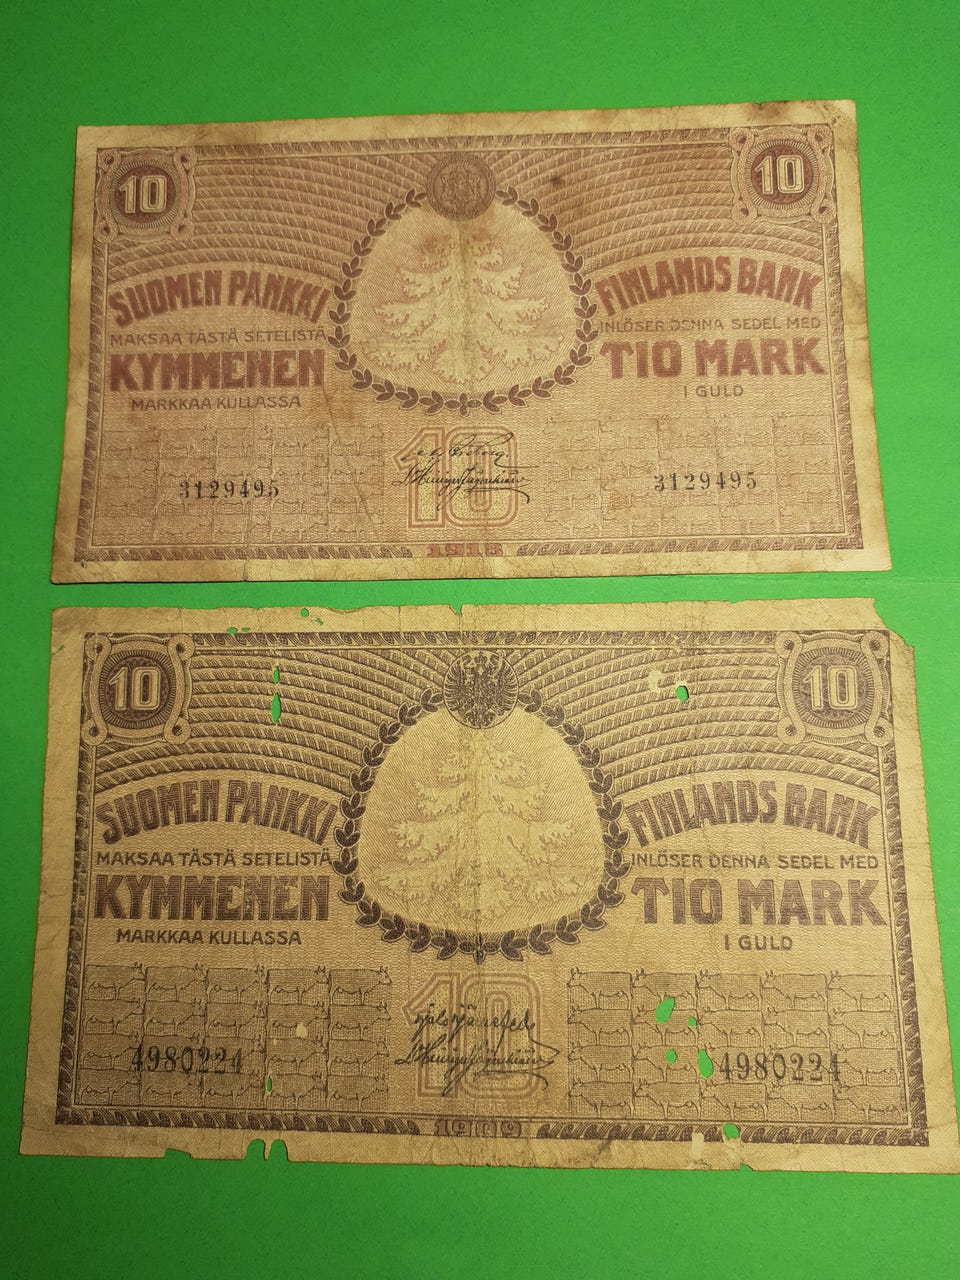 10 10
SUOMEN PANKKI
MAKSAA TÄSTÄ SETELISTÄ
KYMMENEN
MARKKAA KULLASSA
FINLANDS BANK
INLÖSER DENNA SEDEL MED
TIO MARK
I GULD
10
3129495 3129495
1918
10 10
SUOMEN PANKKI
MAKSAA TÄSTÄ SETELISTÄ
KYMMENEN
MARKKAA KULLASSA
FINLANDS BANK
INLÖSER DENNA SEDEL MED
TIO MARK
I GULD
10
4980224 4980224
1909